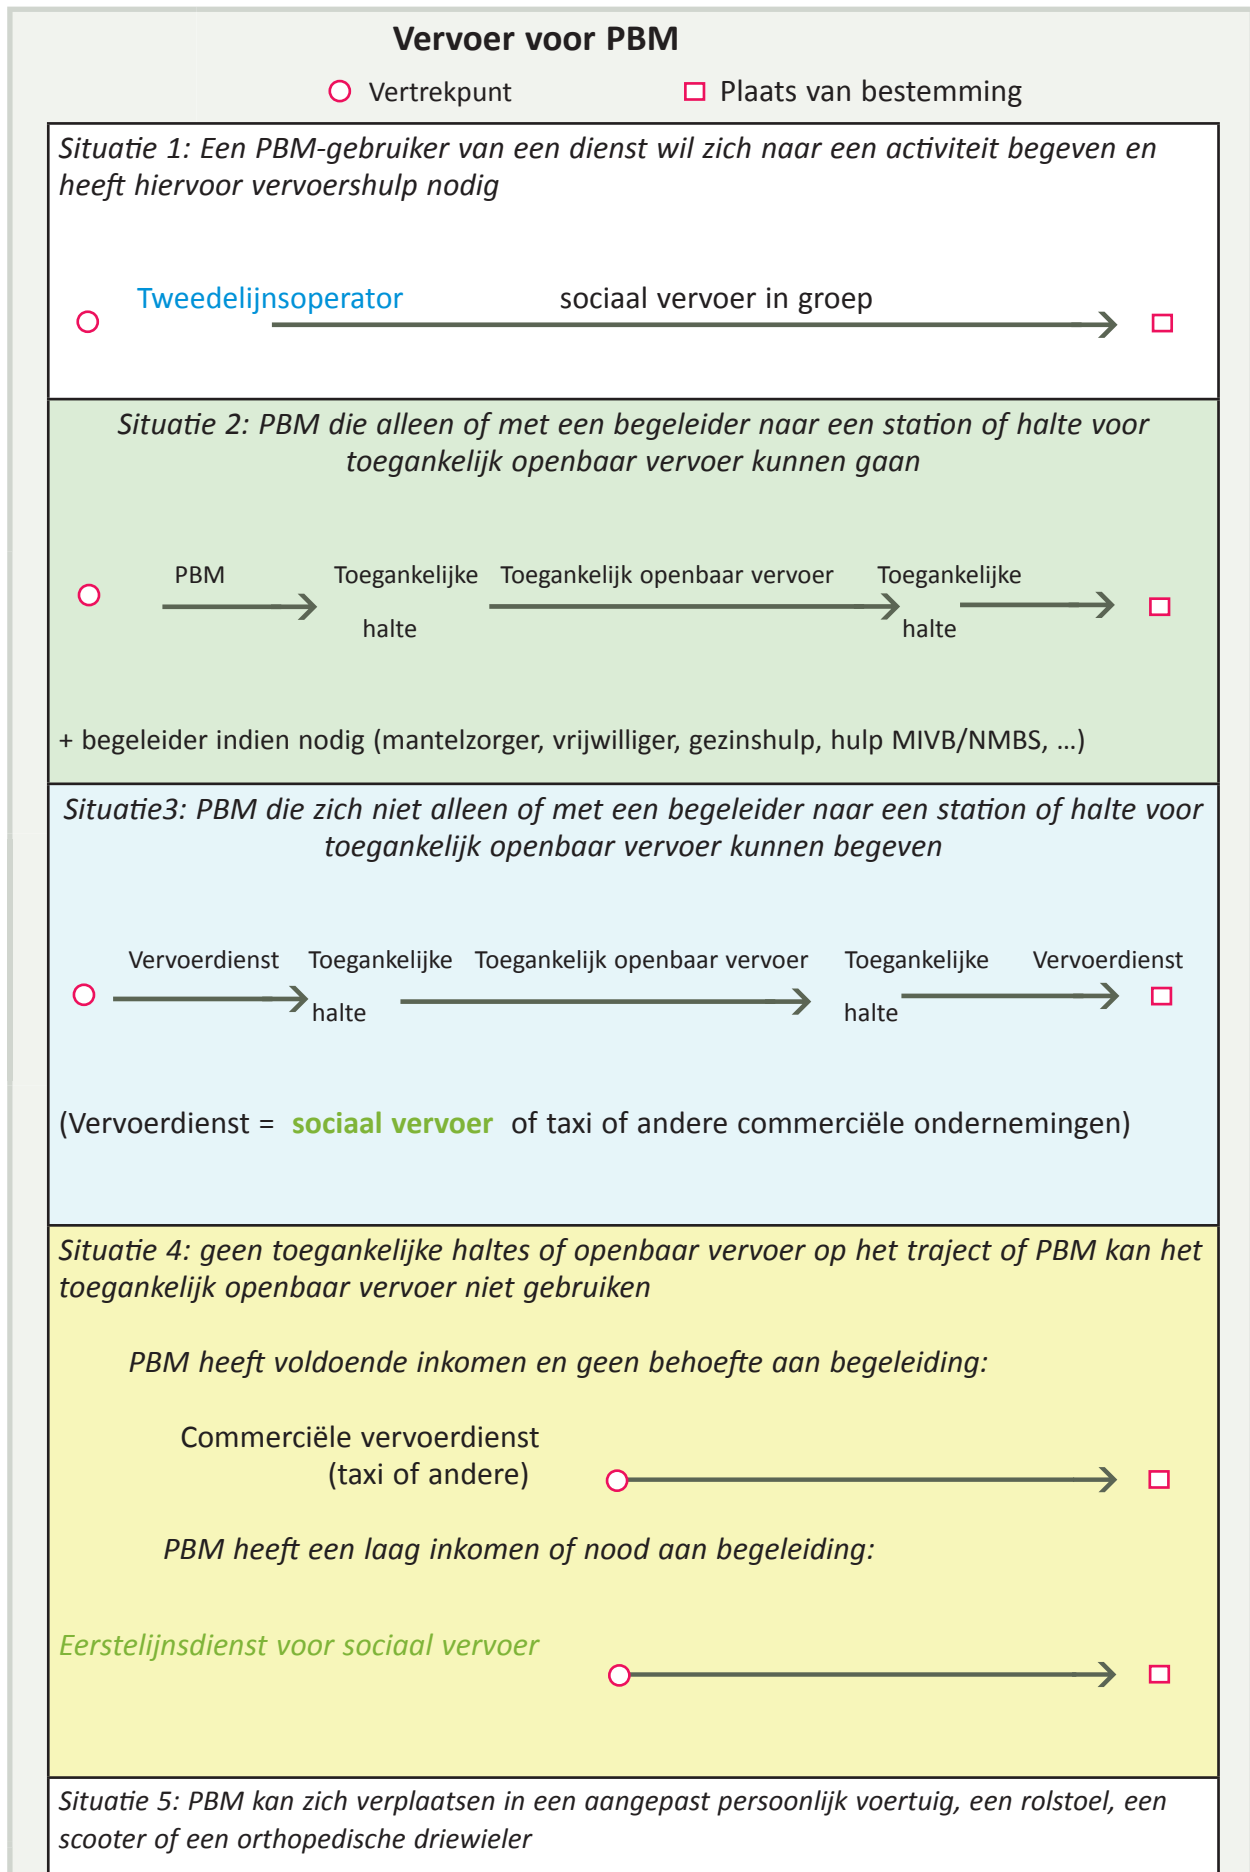 Vervoer voor PBM
Vertrekpunt Plaats van bestemming
Situatie 1: Een PBM-gebruiker van een dienst wil zich naar een activiteit begeven en
heeft hiervoor vervoershulp nodig
Tweedelijnsoperator sociaal vervoer in groep
Situatie 2: PBM die alleen of met een begeleider naar een station of halte voor
toegankelijk openbaar vervoer kunnen gaan
PBM Toegankelijke Toegankelijk openbaar vervoer Toegankelijke
halte halte
+ begeleider indien nodig (mantelzorger, vrijwilliger, gezinshulp, hulp MIVB/NMBS, ...)
Situatie3: PBM die zich niet alleen of met een begeleider naar een station of halte voor
toegankelijk openbaar vervoer kunnen begeven
Vervoerdienst Toegankelijke Toegankelijk openbaar vervoer Toegankelijke Vervoerdienst
halte halte
(Vervoerdienst = sociaal vervoer of taxi of andere commerciële ondernemingen)
Situatie 4: geen toegankelijke haltes of openbaar vervoer op het traject of PBM kan het
toegankelijk openbaar vervoer niet gebruiken
PBM heeft voldoende inkomen en geen behoefte aan begeleiding:
Commerciële vervoerdienst
(taxi of andere)
PBM heeft een laag inkomen of nood aan begeleiding:
Eerstelijnsdienst voor sociaal vervoer
Situatie 5: PBM kan zich verplaatsen in een aangepast persoonlijk voertuig, een rolstoel, een
scooter of een orthopedische driewieler